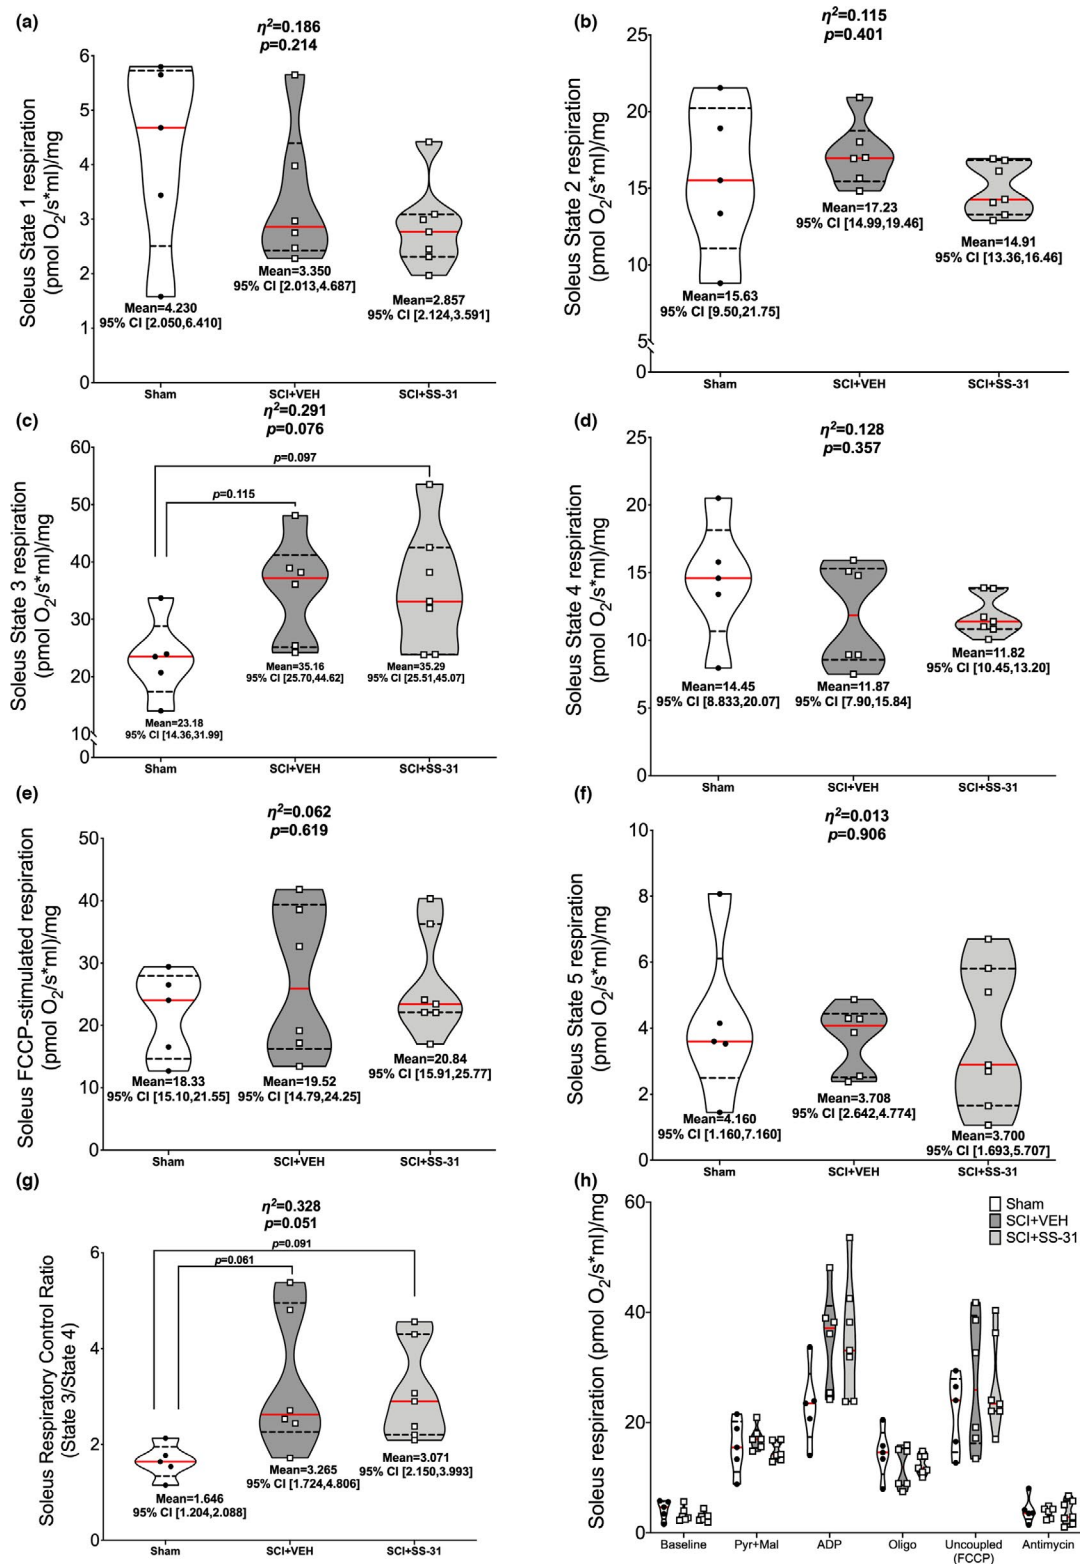 (a)
η²=0.186
p=0.214
Soleus State 1 respiration
(pmol O₂/s*ml)/mg
6
5
4
3
2
1
0
Mean=4.230
95% CI [2.050,6.410]
Mean=3.350
95% CI [2.013,4.687]
Mean=2.857
95% CI [2.124,3.591]
Sham SCI+VEH SCI+SS-31
(b)
η²=0.115
p=0.401
Soleus State 2 respiration
(pmol O₂/s*ml)/mg
25
20
15
10
5
0
Mean=15.63
95% CI [9.50,21.75]
Mean=17.23
95% CI [14.99,19.46]
Mean=14.91
95% CI [13.36,16.46]
Sham SCI+VEH SCI+SS-31
(c)
η²=0.291
p=0.076
p=0.097
p=0.115
Soleus State 3 respiration
(pmol O₂/s*ml)/mg
60
50
40
30
20
10
0
Mean=23.18
95% CI [14.36,31.99]
Mean=35.16
95% CI [25.70,44.62]
Mean=35.29
95% CI [25.51,45.07]
Sham SCI+VEH SCI+SS-31
(d)
η²=0.128
p=0.357
Soleus State 4 respiration
(pmol O₂/s*ml)/mg
25
20
15
10
5
0
Mean=14.45
95% CI [8.833,20.07]
Mean=11.87
95% CI [7.90,15.84]
Mean=11.82
95% CI [10.45,13.20]
Sham SCI+VEH SCI+SS-31
(e)
η²=0.062
p=0.619
Soleus FCCP-stimulated respiration
(pmol O₂/s*ml)/mg
50
40
30
20
10
0
Mean=18.33
95% CI [15.10,21.55]
Mean=19.52
95% CI [14.79,24.25]
Mean=20.84
95% CI [15.91,25.77]
Sham SCI+VEH SCI+SS-31
(f)
η²=0.013
p=0.906
Soleus State 5 respiration
(pmol O₂/s*ml)/mg
10
8
6
4
2
0
Mean=4.160
95% CI [1.160,7.160]
Mean=3.708
95% CI [2.642,4.774]
Mean=3.700
95% CI [1.693,5.707]
Sham SCI+VEH SCI+SS-31
(g)
η²=0.328
p=0.051
p=0.091
p=0.061
Soleus Respiratory Control Ratio
(State 3/State 4)
6
4
2
0
Mean=1.646
95% CI [1.204,2.088]
Mean=3.265
95% CI [1.724,4.806]
Mean=3.071
95% CI [2.150,3.993]
Sham SCI+VEH SCI+SS-31
(h)
Soleus respiration (pmol O₂/s*ml)/mg
60
40
20
0
Sham
SCI+VEH
SCI+SS-31
Baseline Pyr+Mal ADP Oligo Uncoupled Antimycin
(FCCP)